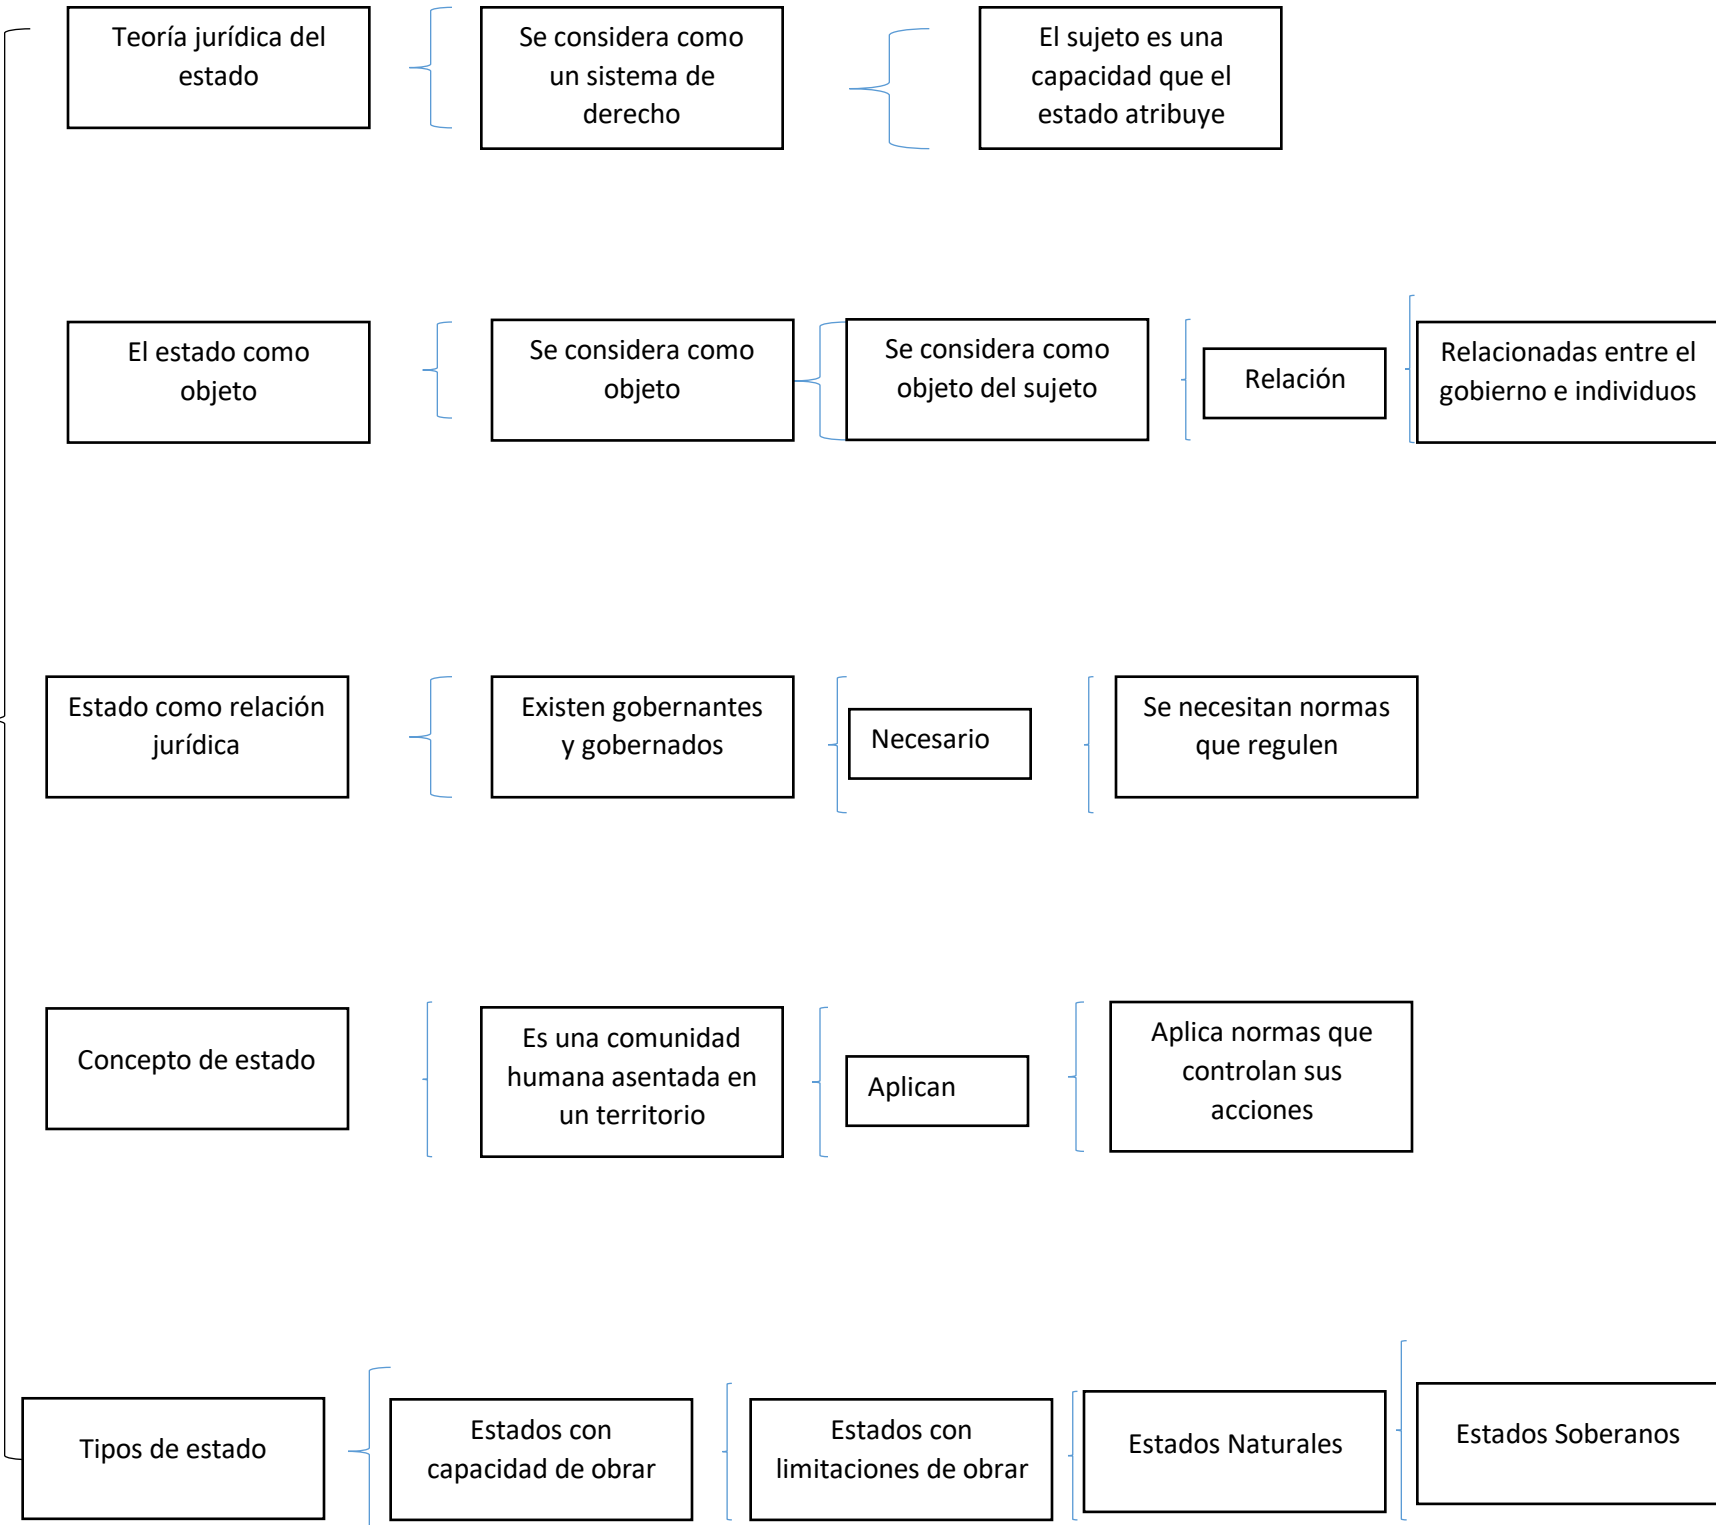 Teoría jurídica del
estado
Se considera como
un sistema de
derecho
El sujeto es una
capacidad que el
estado atribuye
El estado como
objeto
Se considera como
objeto
Se considera como
objeto del sujeto
Relación
Relacionadas entre el
gobierno e individuos
Estado como relación
jurídica
Existen gobernantes
y gobernados
Necesario
Se necesitan normas
que regulen
Concepto de estado
Es una comunidad
humana asentada en
un territorio
Aplican
Aplica normas que
controlan sus
acciones
Tipos de estado
Estados con
capacidad de obrar
Estados con
limitaciones de obrar
Estados Naturales
Estados Soberanos